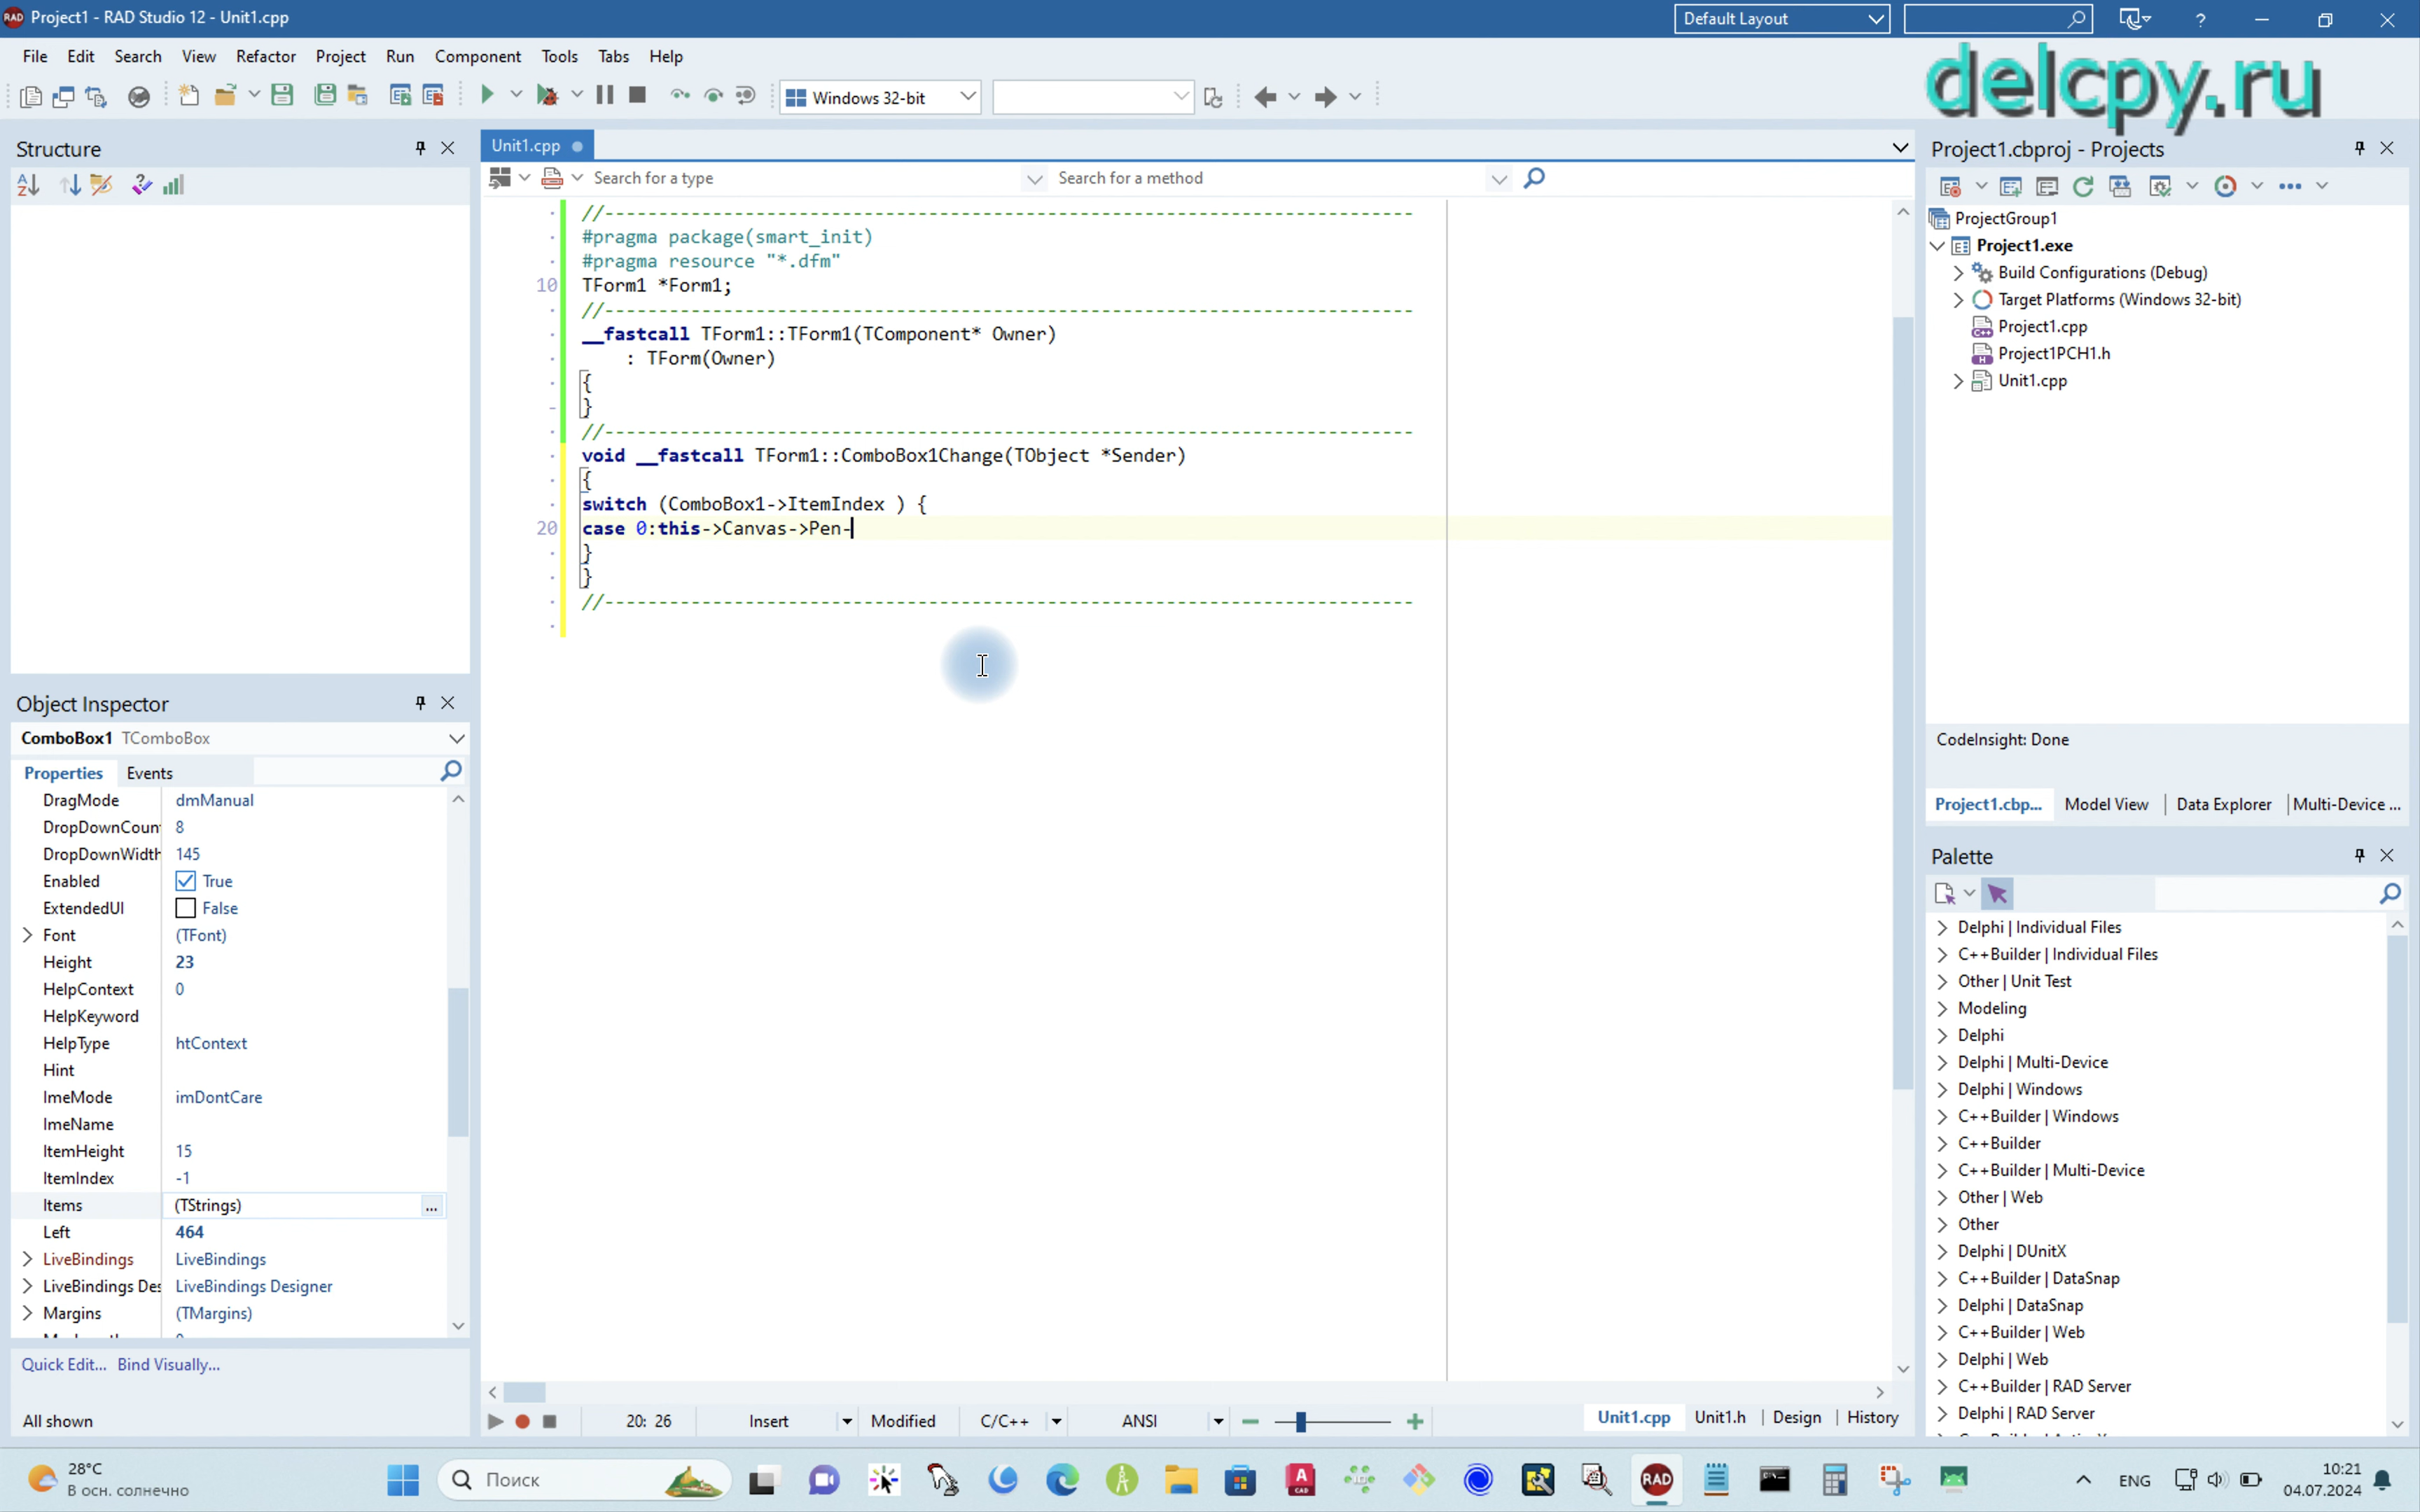 Project1 - RAD Studio 12 - Unit1.cpp
Default Layout
File Edit Search View Refactor Project Run Component Tools Tabs Help
delcpy.ru
Windows 32-bit
Structure
Unit1.cpp
Search for a type
Search for a method
//---------------------------------------------------------------------------
#pragma package(smart_init)
#pragma resource "*.dfm"
10 TForm1 *Form1;
//---------------------------------------------------------------------------
__fastcall TForm1::TForm1(TComponent* Owner)
: TForm(Owner)
{
}
//---------------------------------------------------------------------------
void __fastcall TForm1::ComboBox1Change(TObject *Sender)
{
switch (ComboBox1->ItemIndex ) {
20 case 0:this->Canvas->Pen-
}
}
//---------------------------------------------------------------------------
Object Inspector
ComboBox1 TComboBox
Properties Events
DragMode dmManual
DropDownCoun 8
DropDownWidth 145
Enabled True
ExtendedUI False
Font (TFont)
Height 23
HelpContext 0
HelpKeyword
HelpType htContext
Hint
ImeMode imDontCare
ImeName
ItemHeight 15
ItemIndex -1
Items (TStrings) ...
Left 464
LiveBindings LiveBindings
LiveBindings Des LiveBindings Designer
Margins (TMargins)
Quick Edit... Bind Visually...
All shown
20: 26 Insert Modified C/C++ ANSI
Unit1.cpp Unit1.h Design History
Project1.cbproj - Projects
ProjectGroup1
Project1.exe
Build Configurations (Debug)
Target Platforms (Windows 32-bit)
Project1.cpp
Project1PCH1.h
Unit1.cpp
CodeInsight: Done
Project1.cbp... Model View Data Explorer Multi-Device ...
Palette
Delphi | Individual Files
C++Builder | Individual Files
Other | Unit Test
Modeling
Delphi
Delphi | Multi-Device
Delphi | Windows
C++Builder | Windows
C++Builder
C++Builder | Multi-Device
Other | Web
Other
Delphi | DUnitX
C++Builder | DataSnap
Delphi | DataSnap
C++Builder | Web
Delphi | Web
C++Builder | RAD Server
Delphi | RAD Server
28°C
В осн. солнечно
Поиск
RAD
ENG
10:21
04.07.2024